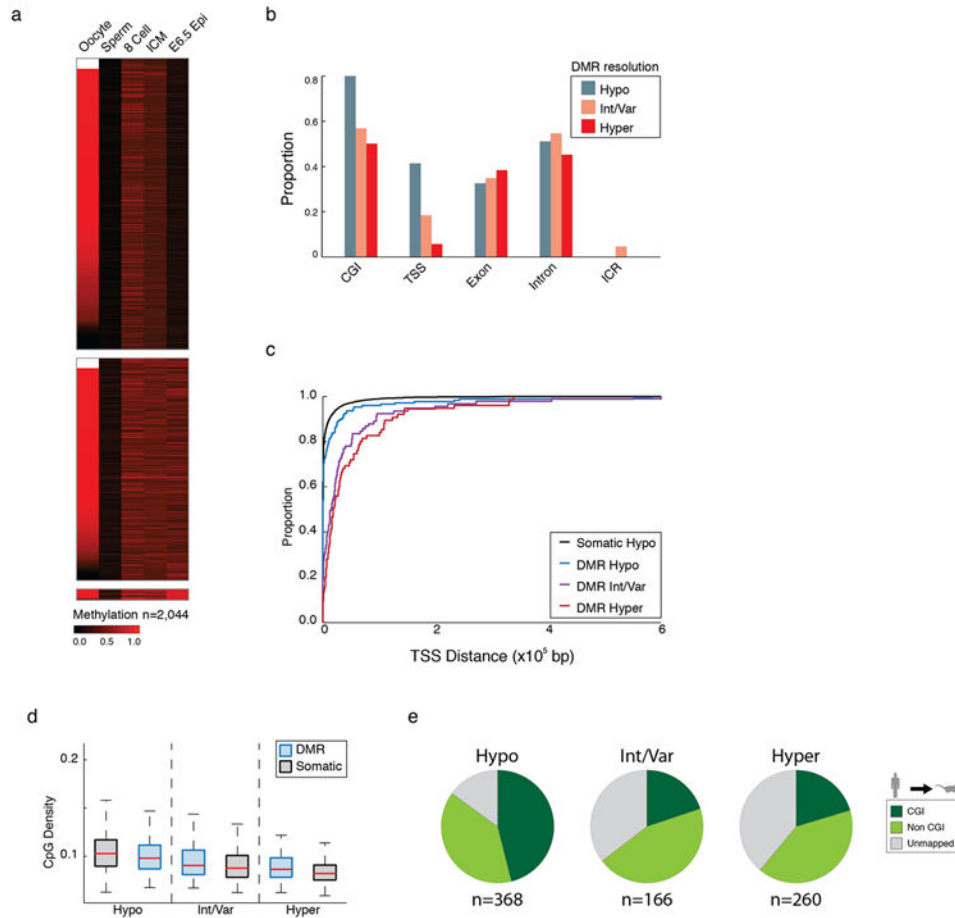 a
Oocyte
Sperm
8 Cell
ICM
E6.5 Epi
Methylation n=2,044
0.0 0.5 1.0
b
DMR resolution
Hypo
Int/Var
Hyper
Proportion
0.8
0.6
0.4
0.2
0
CGI
TSS
Exon
Intron
ICR
c
Proportion
1.0
0.8
0.6
0.4
0.2
0.0
Somatic Hypo
DMR Hypo
DMR Int/Var
DMR Hyper
0 2 4 6
TSS Distance (x10⁵ bp)
d
DMR
Somatic
CpG Density
0.2
0.1
Hypo Int/Var Hyper
e
Hypo Int/Var Hyper
n=368 n=166 n=260
CGI
Non CGI
Unmapped